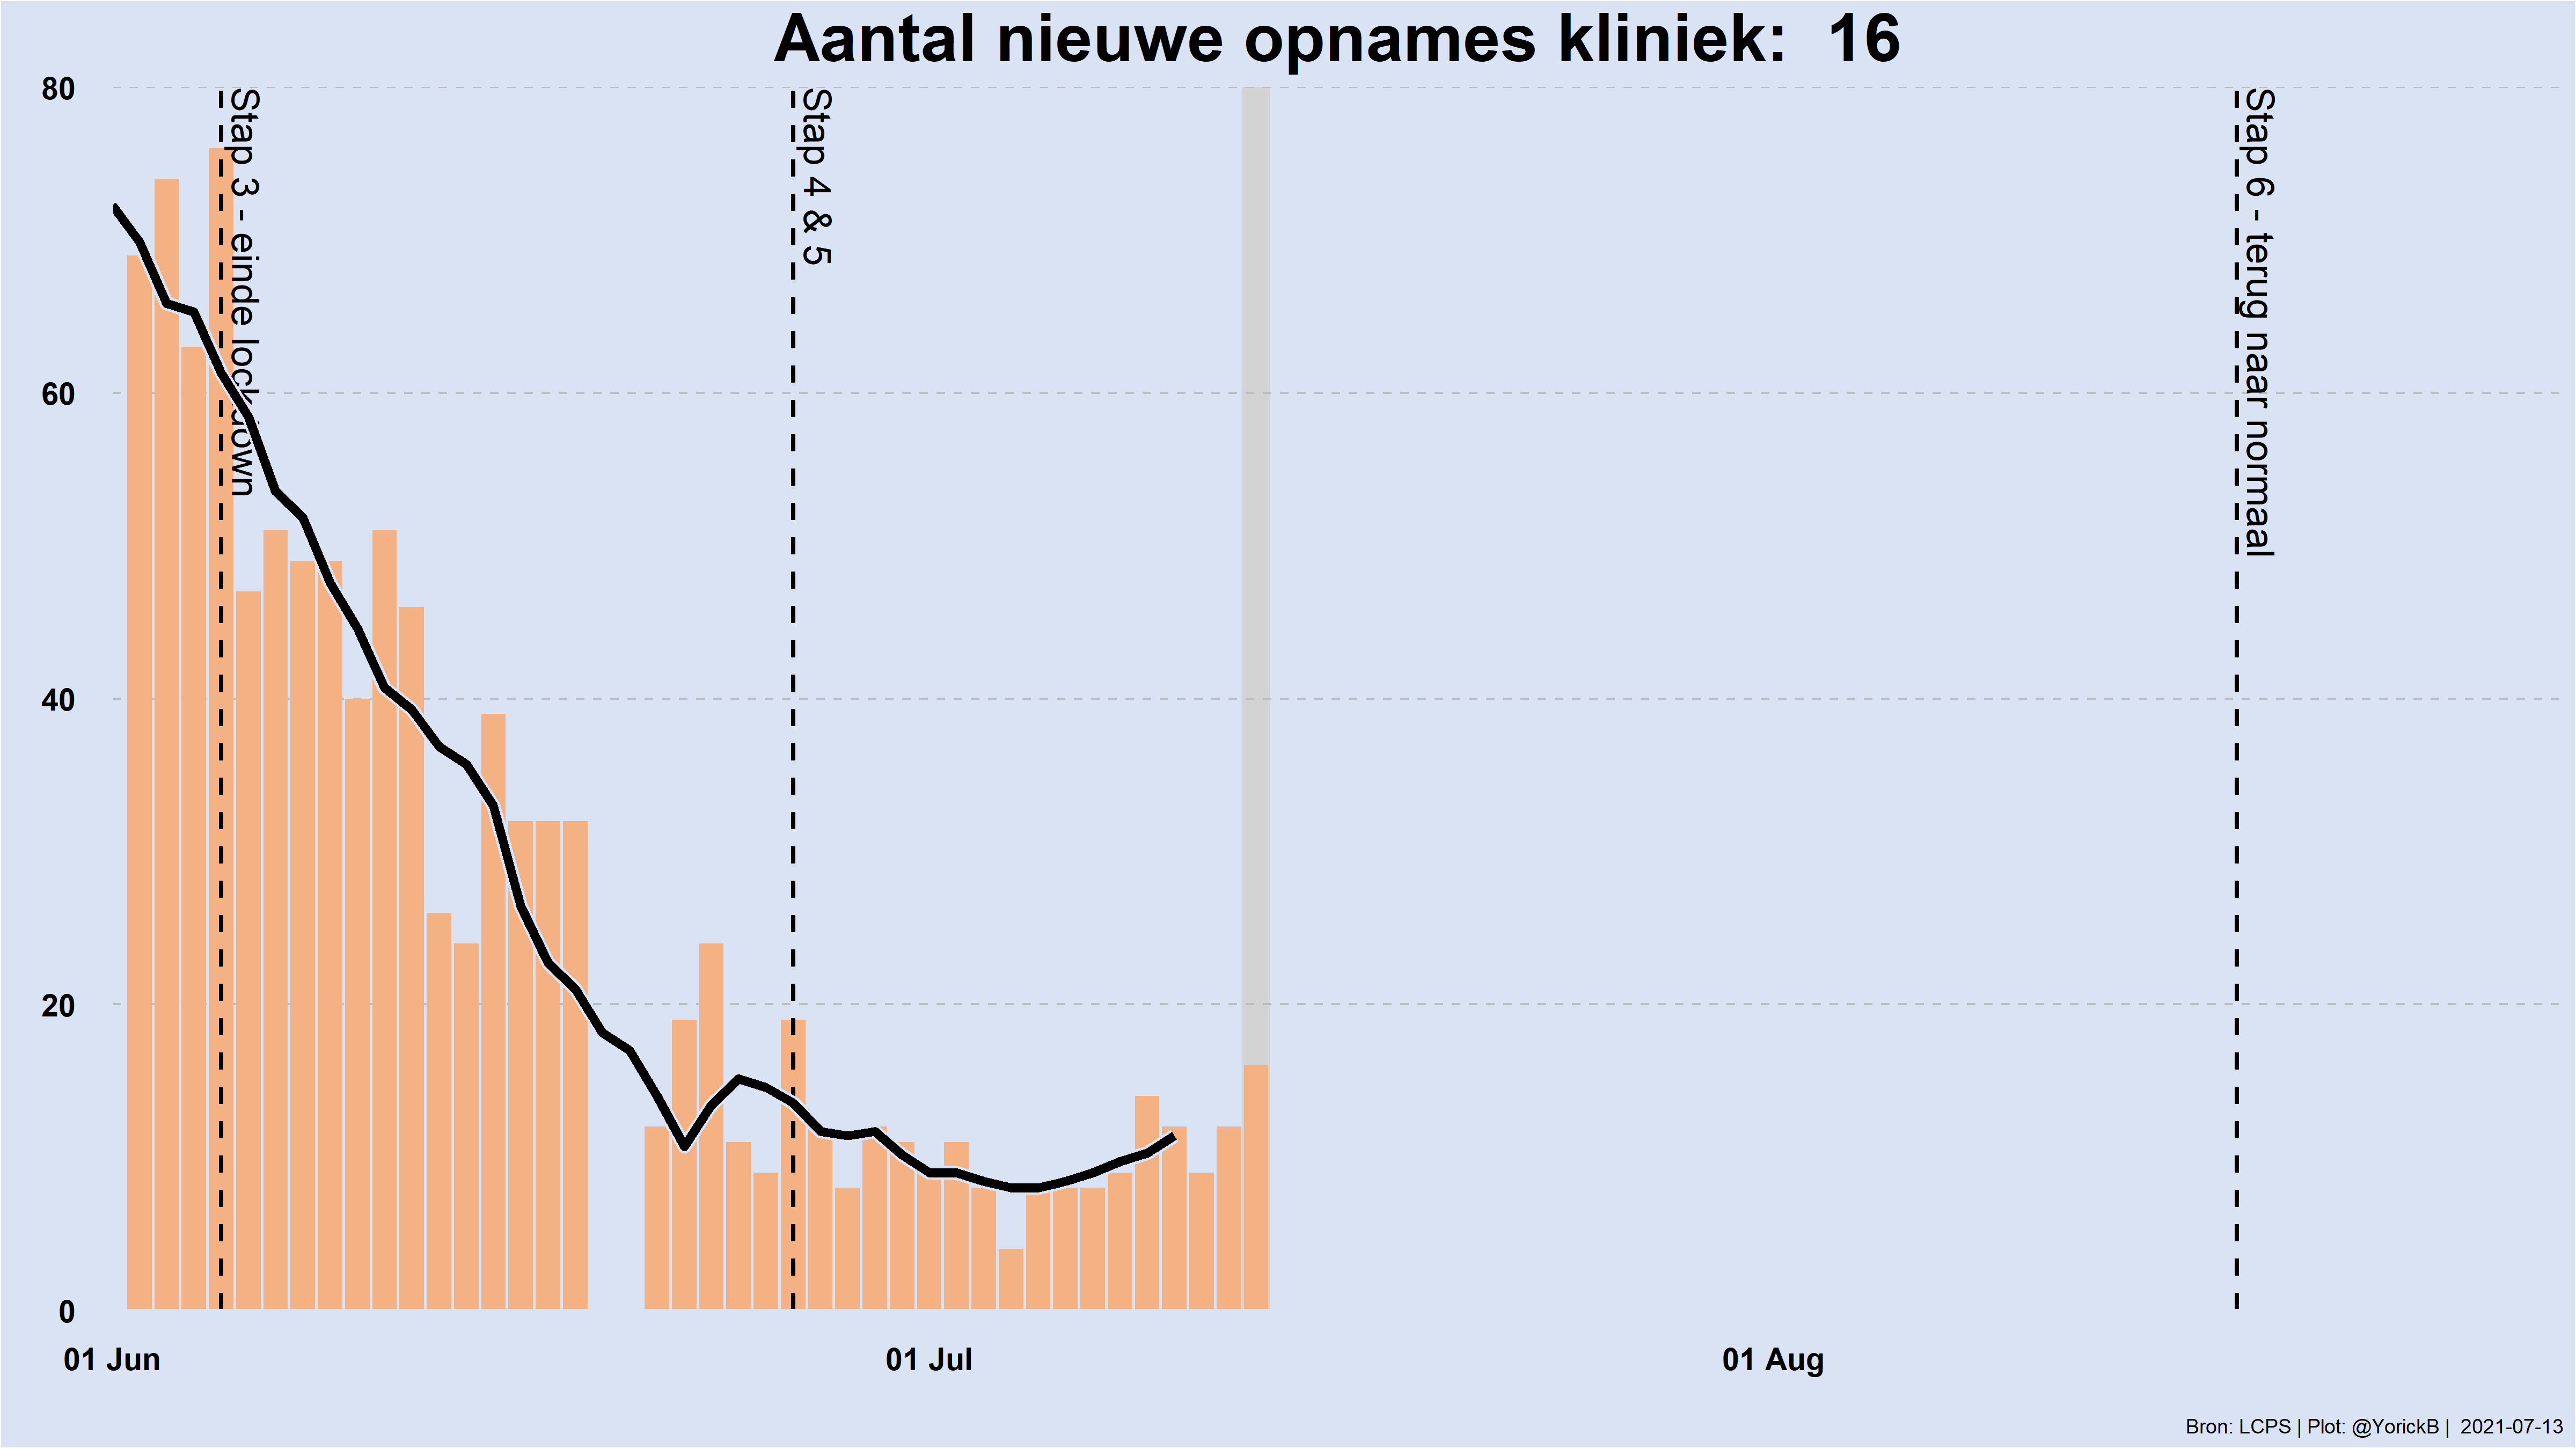 Aantal nieuwe opnames kliniek:  16
80
60
40
20
0
Stap 3 - einde lockdown
Stap 4 & 5
Stap 6 - terug naar normaal
01 Jun
01 Jul
01 Aug
Bron: LCPS | Plot: @YorickB |  2021-07-13